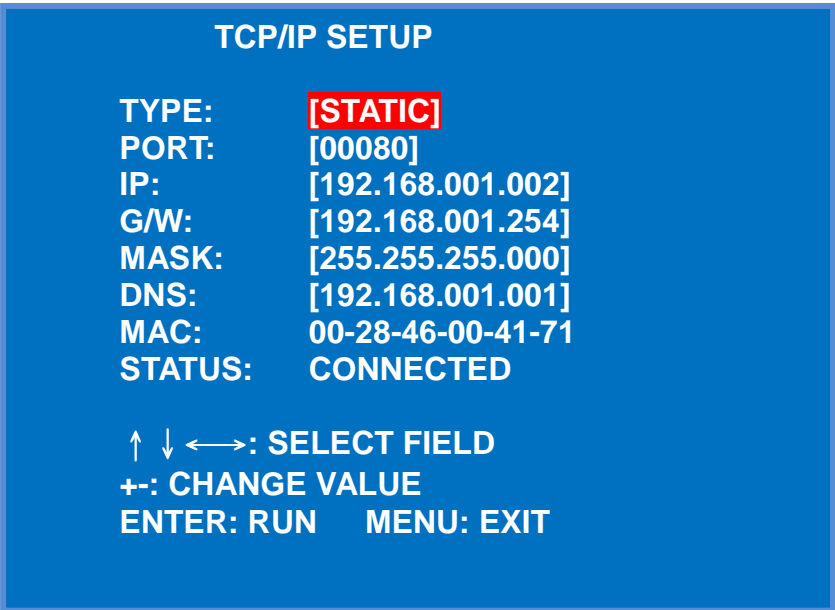 TCP/IP SETUP
TYPE: [STATIC]
PORT: [00080]
IP: [192.168.001.002]
G/W: [192.168.001.254]
MASK: [255.255.255.000]
DNS: [192.168.001.001]
MAC: 00-28-46-00-41-71
STATUS: CONNECTED
↑↓←→: SELECT FIELD
+-: CHANGE VALUE
ENTER: RUN MENU: EXIT